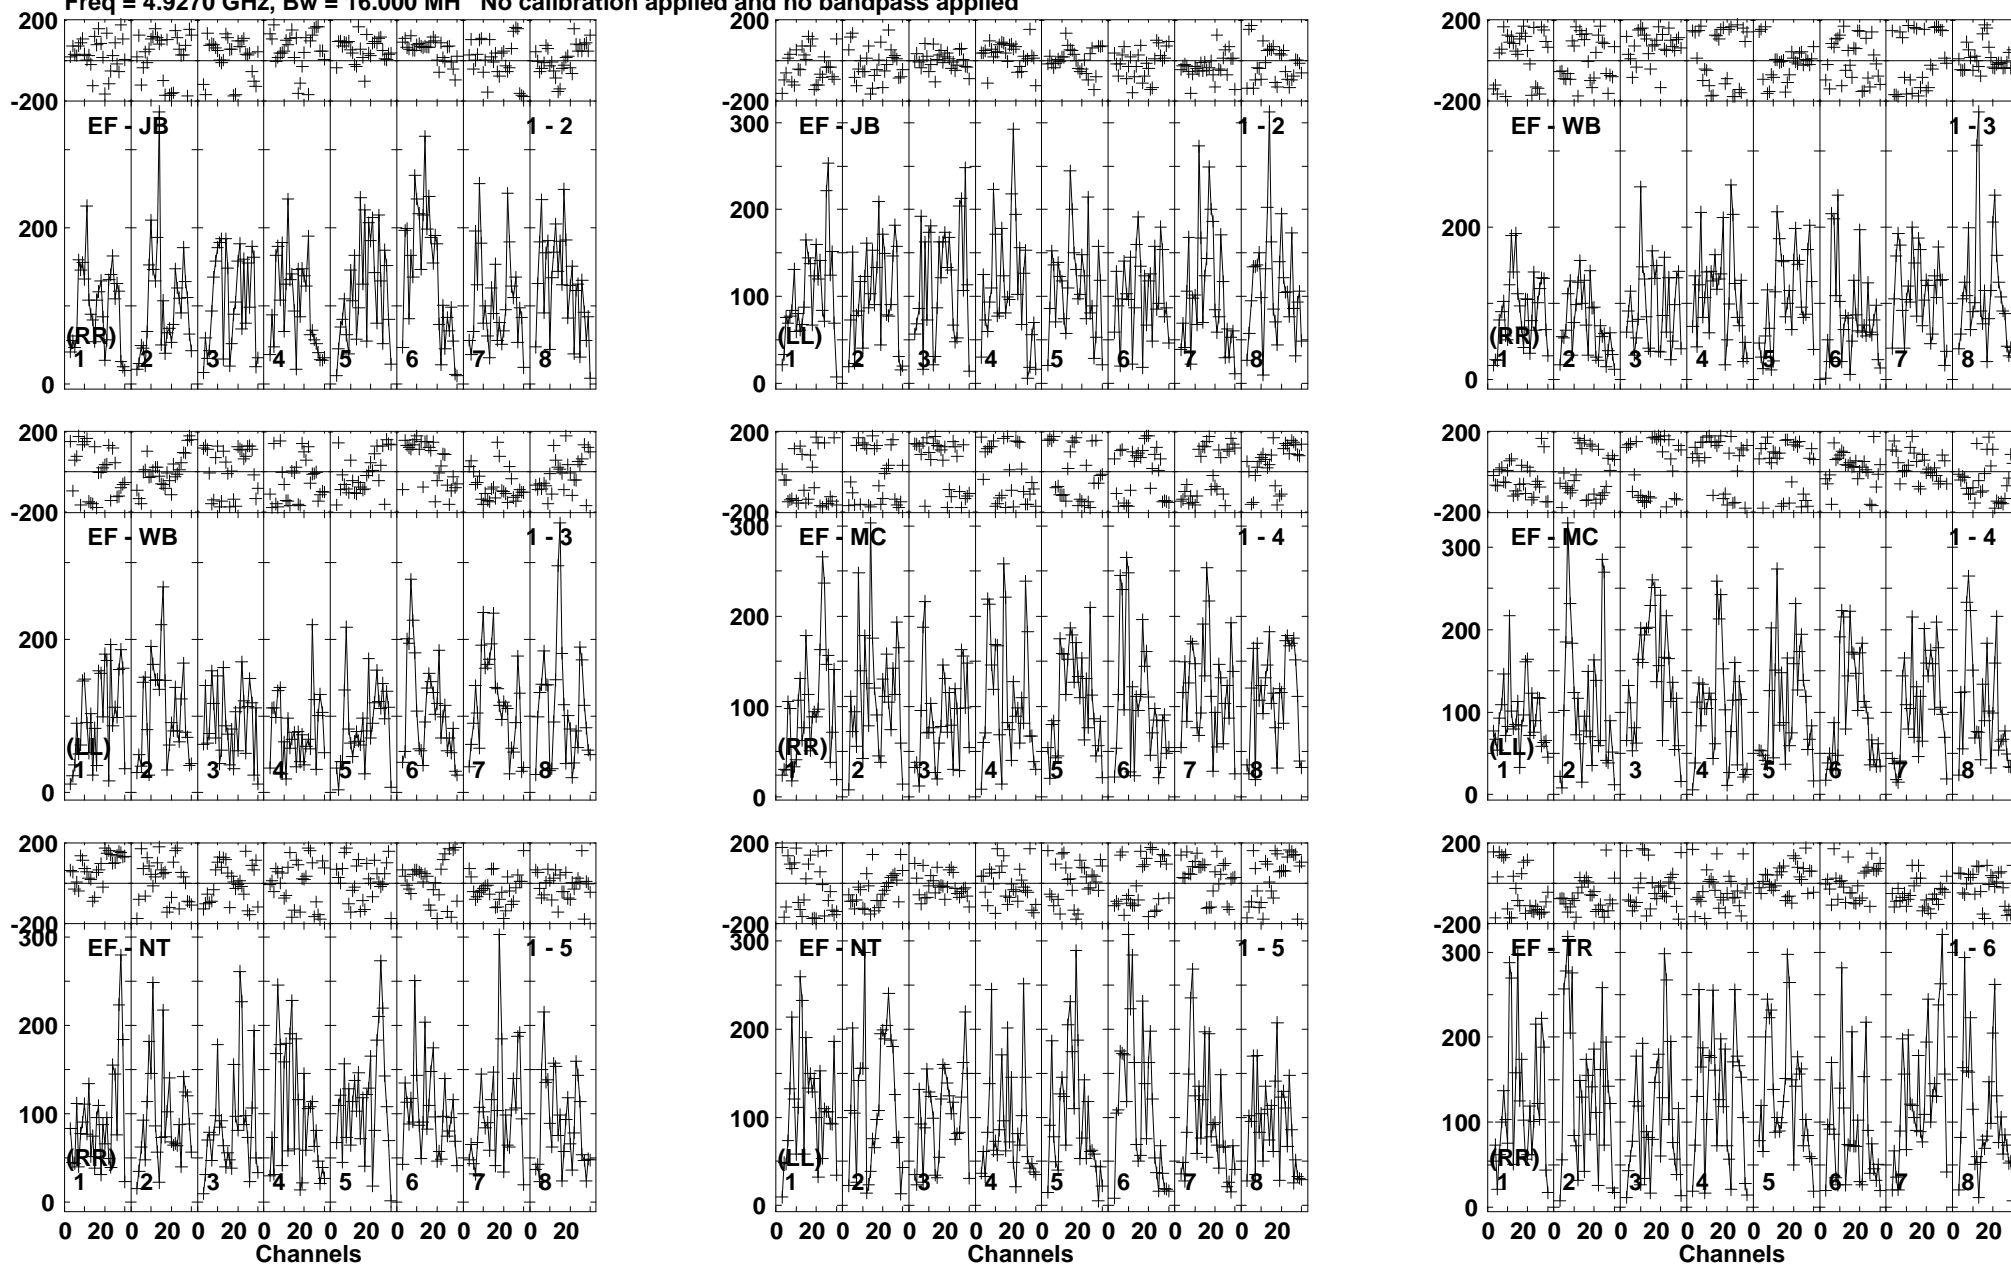 Freq = 4.9270 GHz, Bw = 16.000 MH No calibration applied and no bandpass applied
200 200 200
-200 -200 -200
EF - JB 1 - 2 300 EF - JB 1 - 2 EF - WB 1 - 3
200 200 200
100
(RR) (LL) (RR)
1 2 3 4 5 6 7 8 1 2 3 4 5 6 7 8 1 2 3 4 5 6 7 8
0 0 0
200 200 200
-200 -200 -200
EF - WB 1 - 3 300 EF - MC 1 - 4 300 EF - MC 1 - 4
200 200 200
100 100
(LL) (RR) (LL)
1 2 3 4 5 6 7 8 1 2 3 4 5 6 7 8 1 2 3 4 5 6 7 8
0 0 0
200 200 200
-200 -200 -200
300 EF - NT 1 - 5 300 EF - NT 1 - 5 300 EF - TR 1 - 6
200 200 200
100 100 100
(RR) (LL) (RR)
1 2 3 4 5 6 7 8 1 2 3 4 5 6 7 8 1 2 3 4 5 6 7 8
0 0 0
0 20 0 20 0 20 0 20 0 20 0 20 0 20 0 20 0 20 0 20 0 20 0 20 0 20 0 20 0 20 0 20 0 20 0 20 0 20 0 20 0 20 0 20 0 20 0 20
Channels Channels Channels